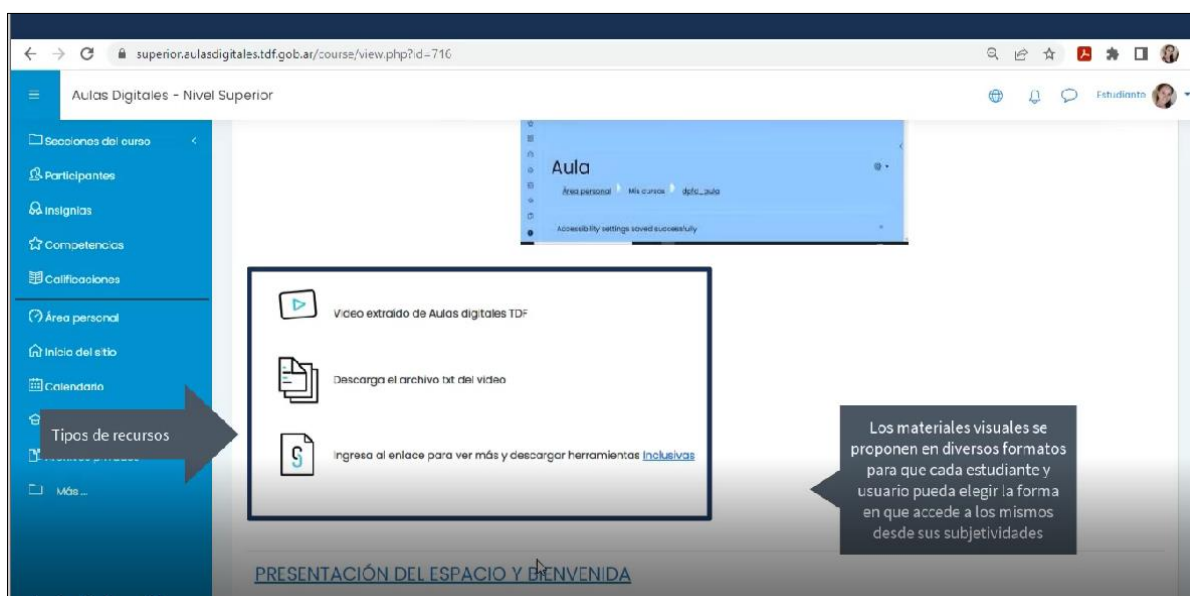 superior.aulasdigitales.tdf.gob.ar/course/view.php?id=716
Aulas Digitales - Nivel Superior
Estudiante
Secciones del curso
Participantes
Insignias
Competencias
Calificaciones
Área personal
Inicio del sitio
Calendario
Más...
Aula
Área personal
Mis cursos
dpfc_aula
Accessibility settings saved successfully
Video extraido de Aulas digitales TDF
Descarga el archivo txt del video
Ingresa al enlace para ver más y descargar herramientas Inclusivas
Tipos de recursos
Los materiales visuales se
proponen en diversos formatos
para que cada estudiante y
usuario pueda elegir la forma
en que accede a los mismos
desde sus subjetividades
PRESENTACIÓN DEL ESPACIO Y BIENVENIDA